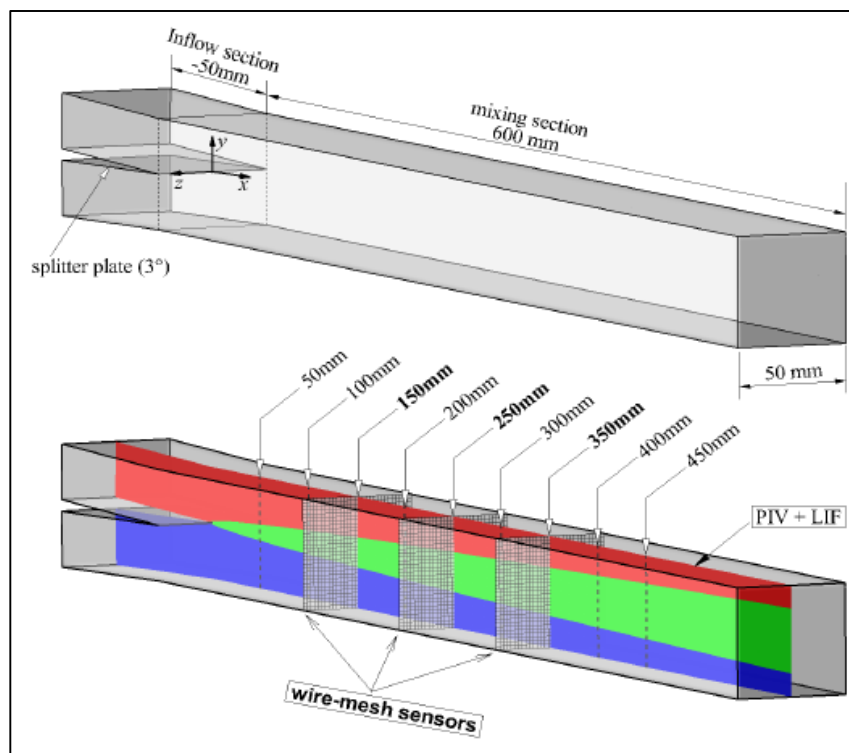 Inflow section
-50mm
mixing section
600 mm
y
z
x
splitter plate (3°)
50 mm
50mm
100mm
150mm
200mm
250mm
300mm
350mm
400mm
450mm
PIV + LIF
wire-mesh sensors